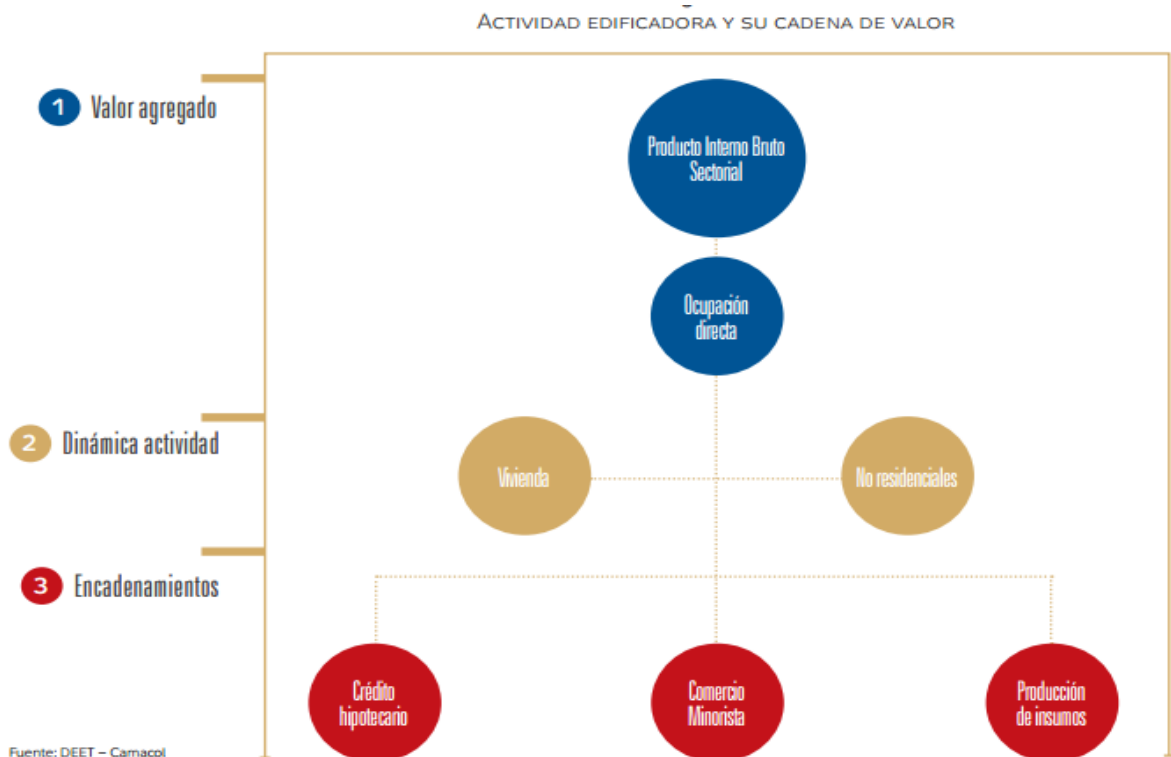 ACTIVIDAD EDIFICADORA Y SU CADENA DE VALOR
1 Valor agregado
Producto Interno Bruto
Sectorial
Ocupación
directa
2 Dinámica actividad
Vivienda
No residenciales
3 Encadenamientos
Crédito
hipotecario
Comercio
Minorista
Producción
de insumos
Fuente: DEET – Camacol